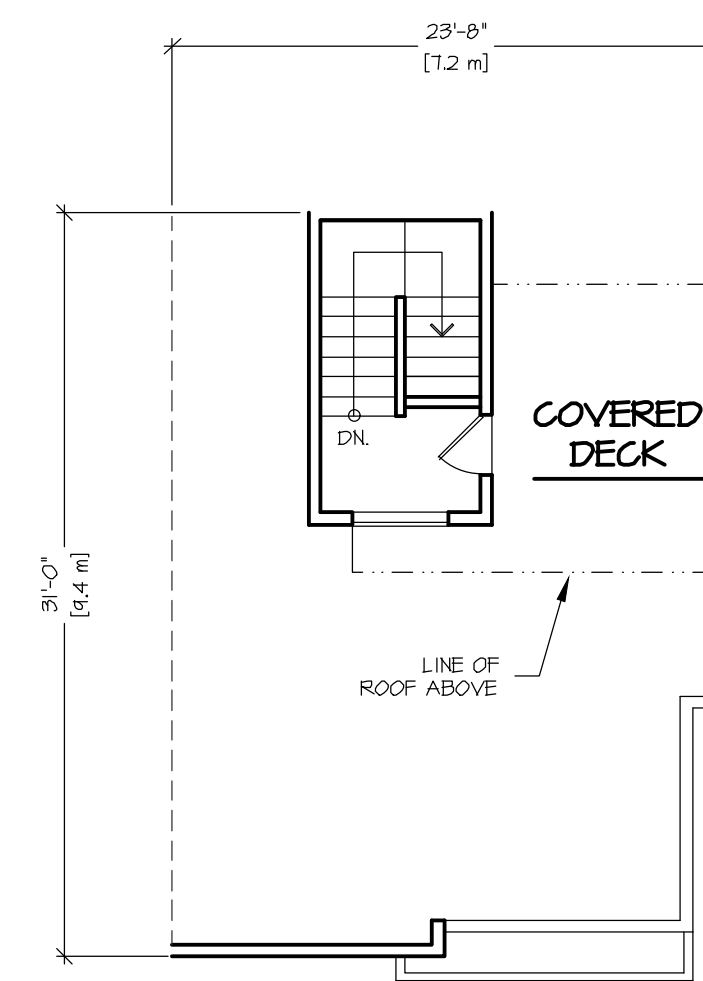 23'-8"
[7.2 m]
COVERED
DECK
DN.
31'-0"
[9.4 m]
LINE OF
ROOF ABOVE